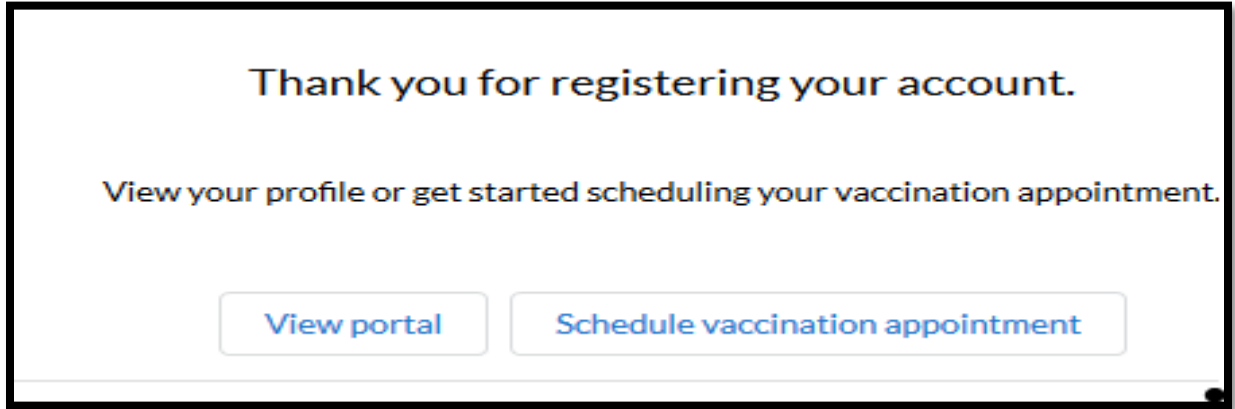 Thank you for registering your account.
View your profile or get started scheduling your vaccination appointment.
View portal
Schedule vaccination appointment